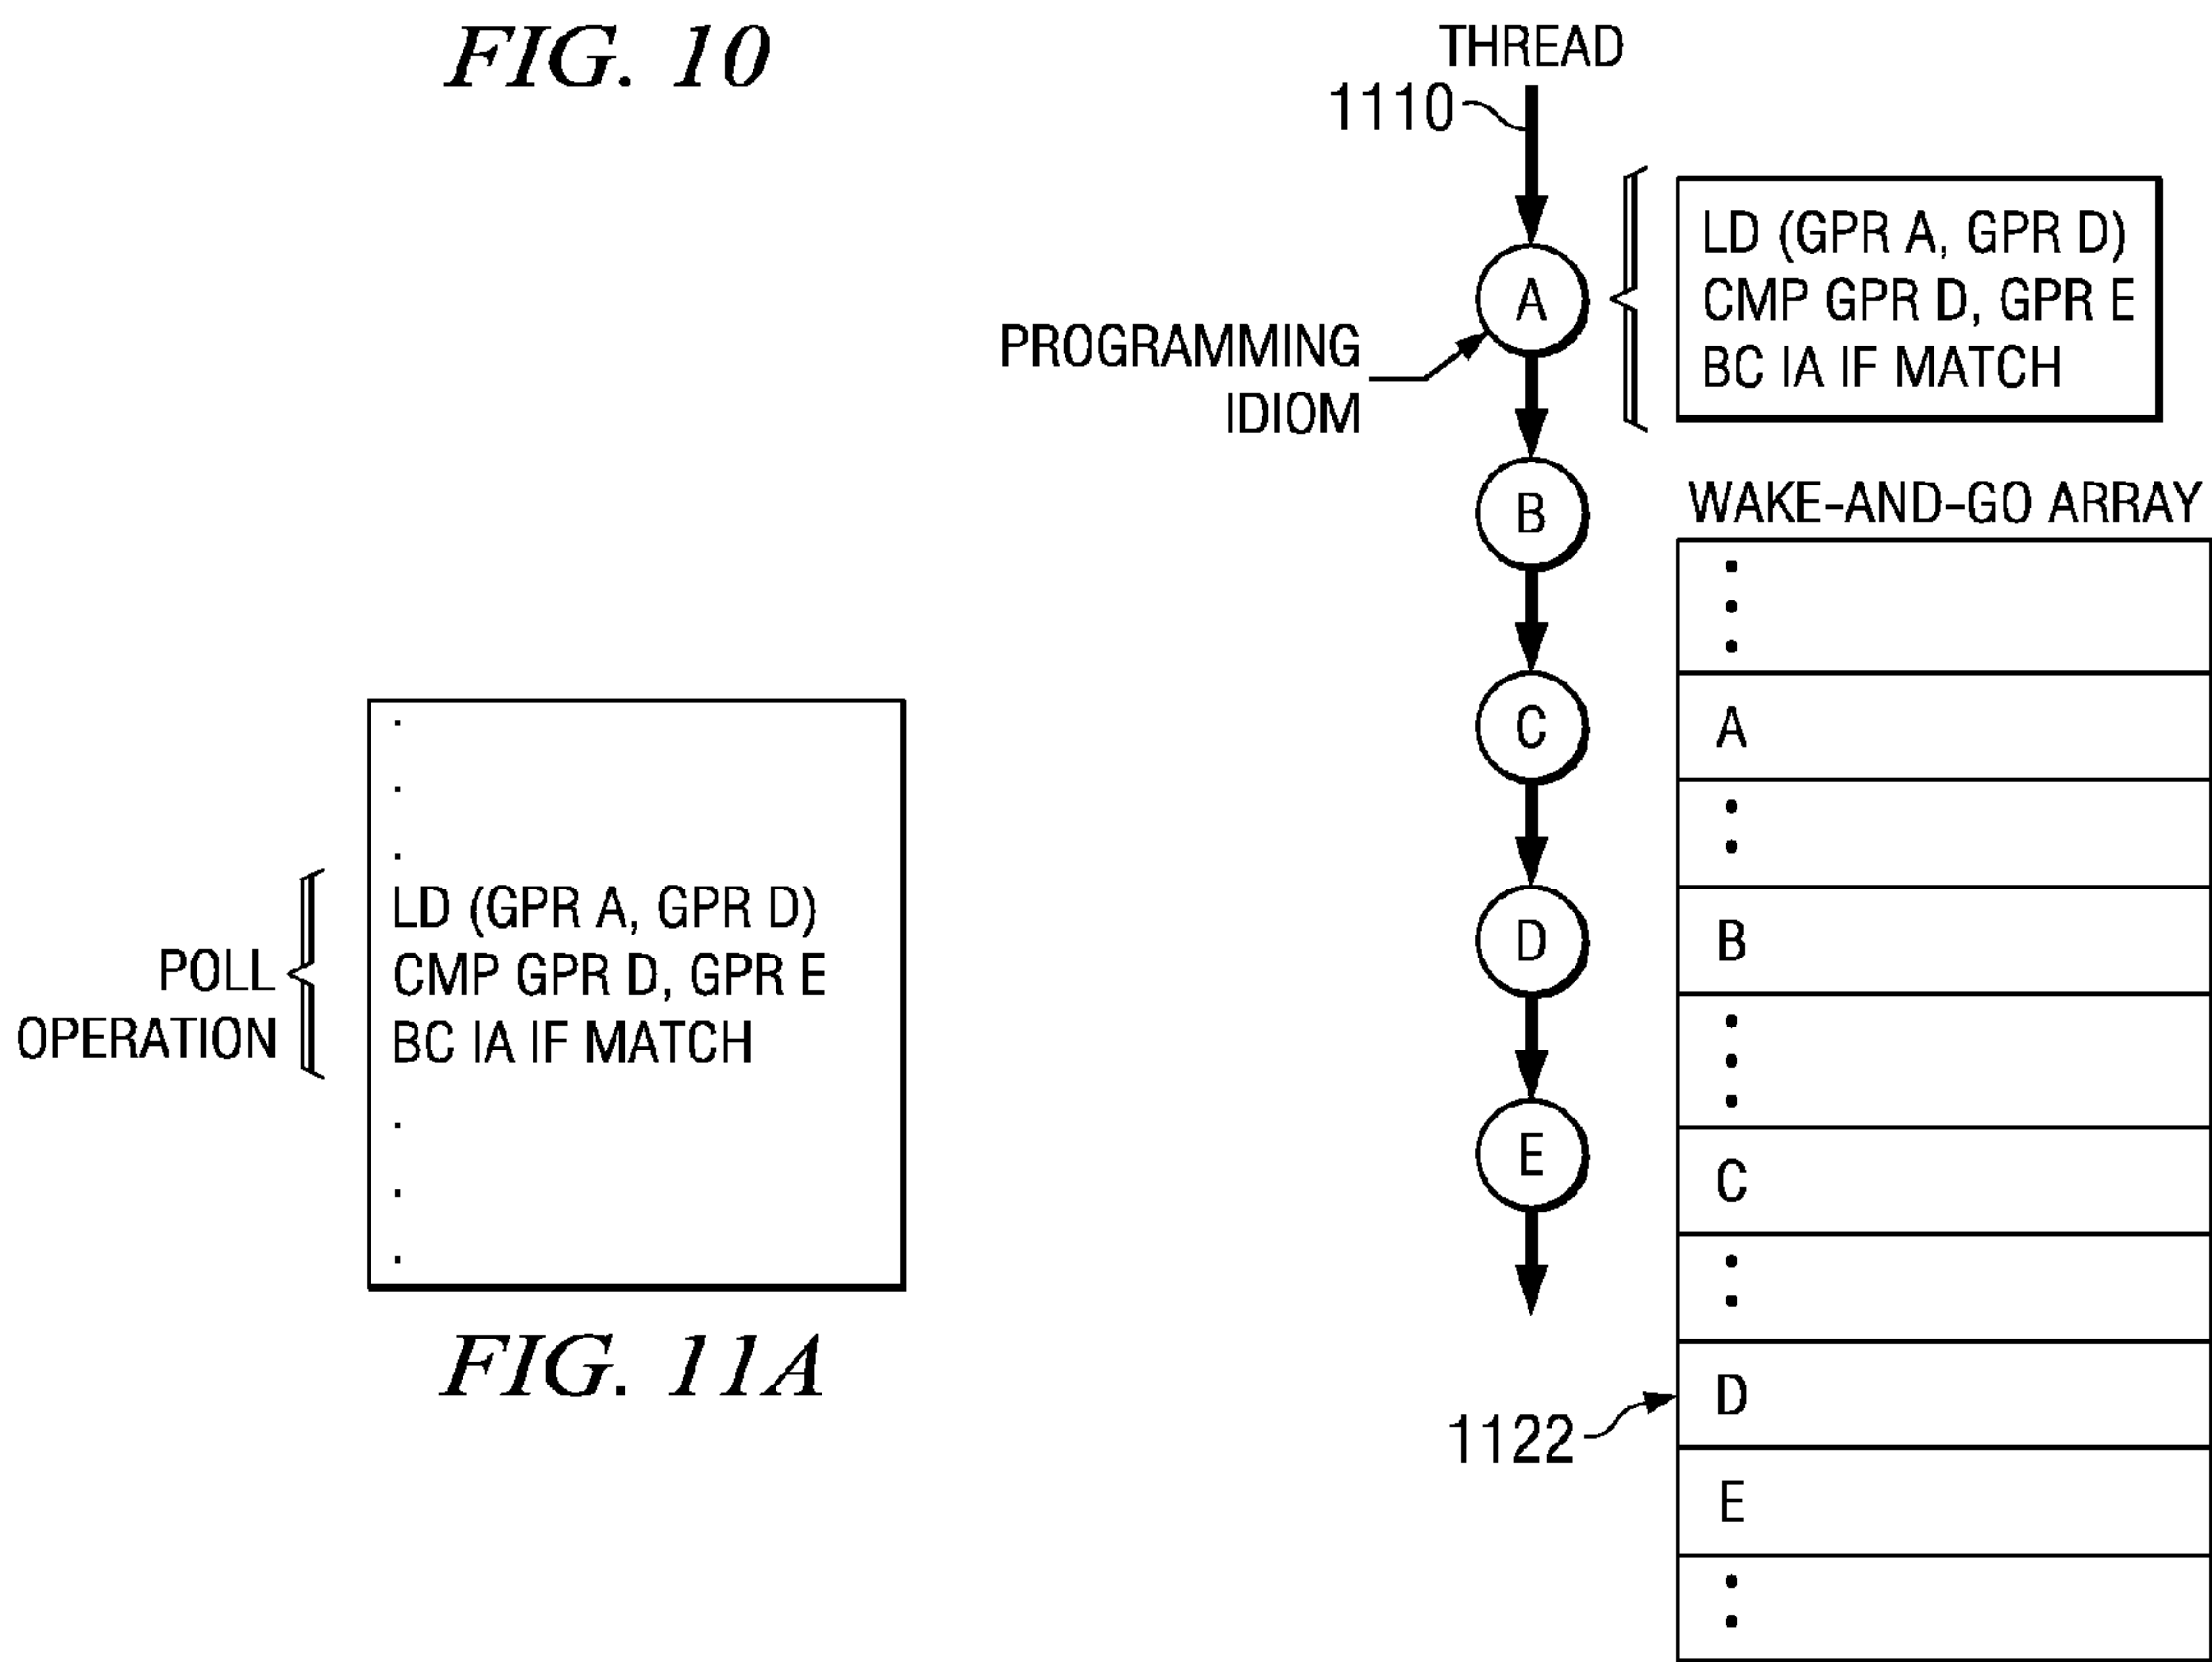 FIG. 10
THREAD
1110
A
PROGRAMMING
IDIOM
LD (GPR A, GPR D)
CMP GPR D, GPR E
BC IA IF MATCH
B
C
D
E
WAKE-AND-GO ARRAY
A
B
C
D
E
1122
POLL
OPERATION
LD (GPR A, GPR D)
CMP GPR D, GPR E
BC IA IF MATCH
FIG. 11A